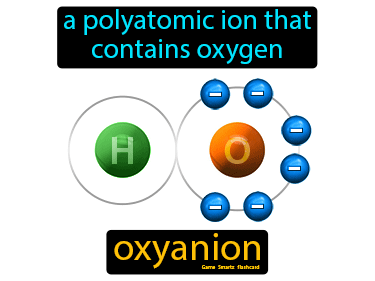 a polyatomic ion that
contains oxygen
H O
oxyanion
Game Smartz flashcard